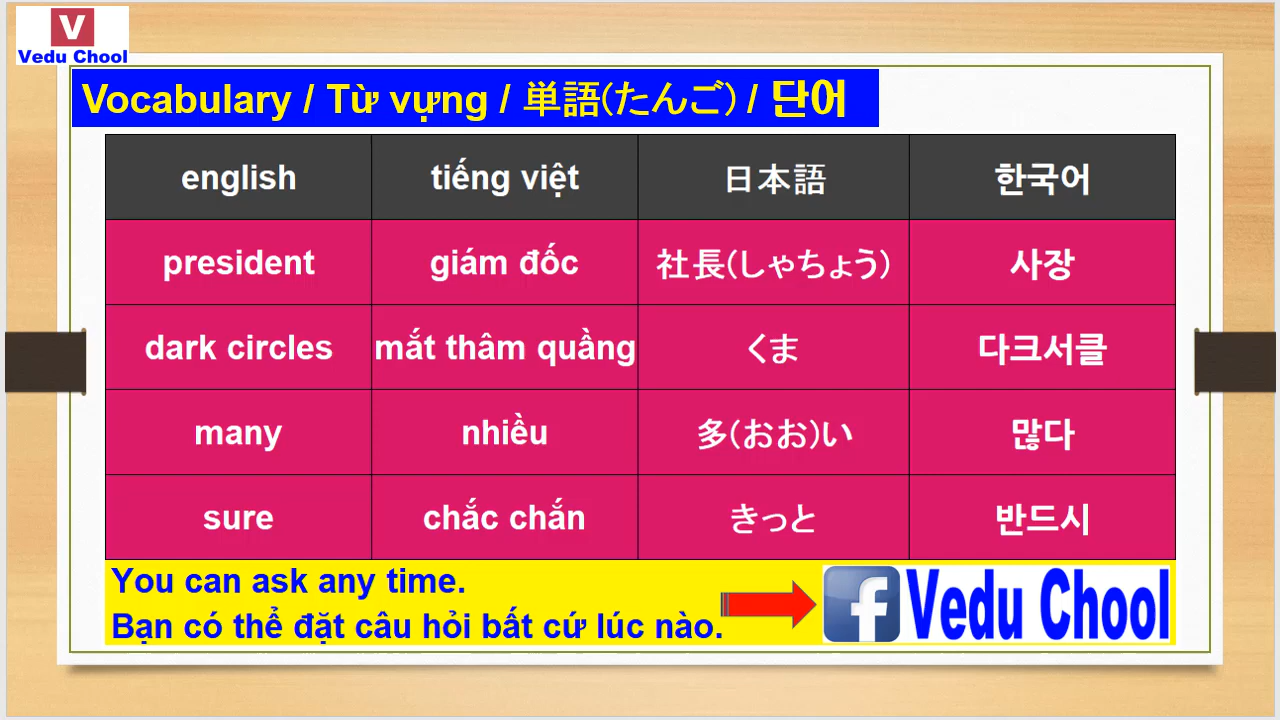 V
Vedu Chool
Vocabulary / Từ vựng / 単語(たんご) / 단어
english tiếng việt 日本語 한국어
president giám đốc 社長(しゃちょう) 사장
dark circles mắt thâm quầng くま 다크서클
many nhiều 多(おお)い 많다
sure chắc chắn きっと 반드시
You can ask any time.
Bạn có thể đặt câu hỏi bất cứ lúc nào.
f Vedu Chool